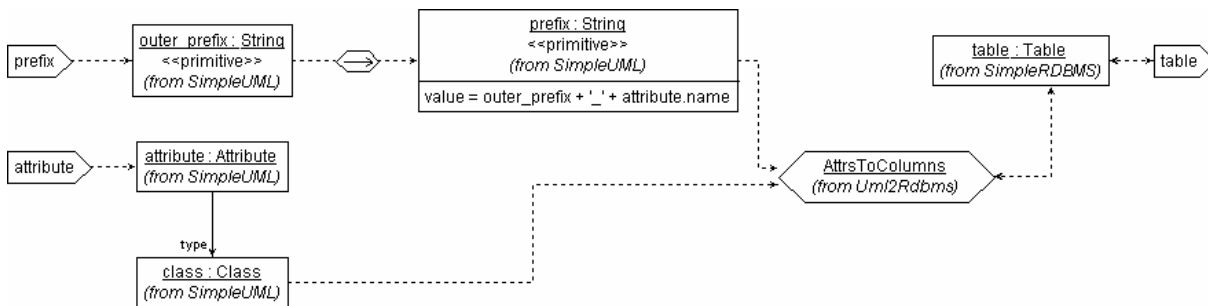 prefix
outer_prefix : String
<<primitive>>
(from SimpleUML)
prefix : String
<<primitive>>
(from SimpleUML)
value = outer_prefix + '_' + attribute.name
table : Table
(from SimpleRDBMS)
table
attribute
attribute : Attribute
(from SimpleUML)
AttrsToColumns
(from Uml2Rdbms)
type
class : Class
(from SimpleUML)